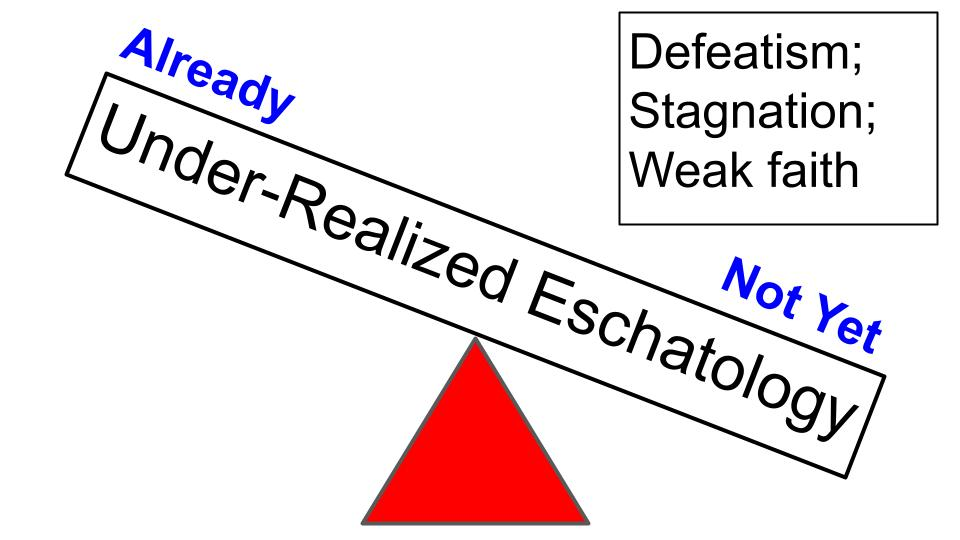 Already
Under-Realized Eschatology
Not Yet
Defeatism;
Stagnation;
Weak faith